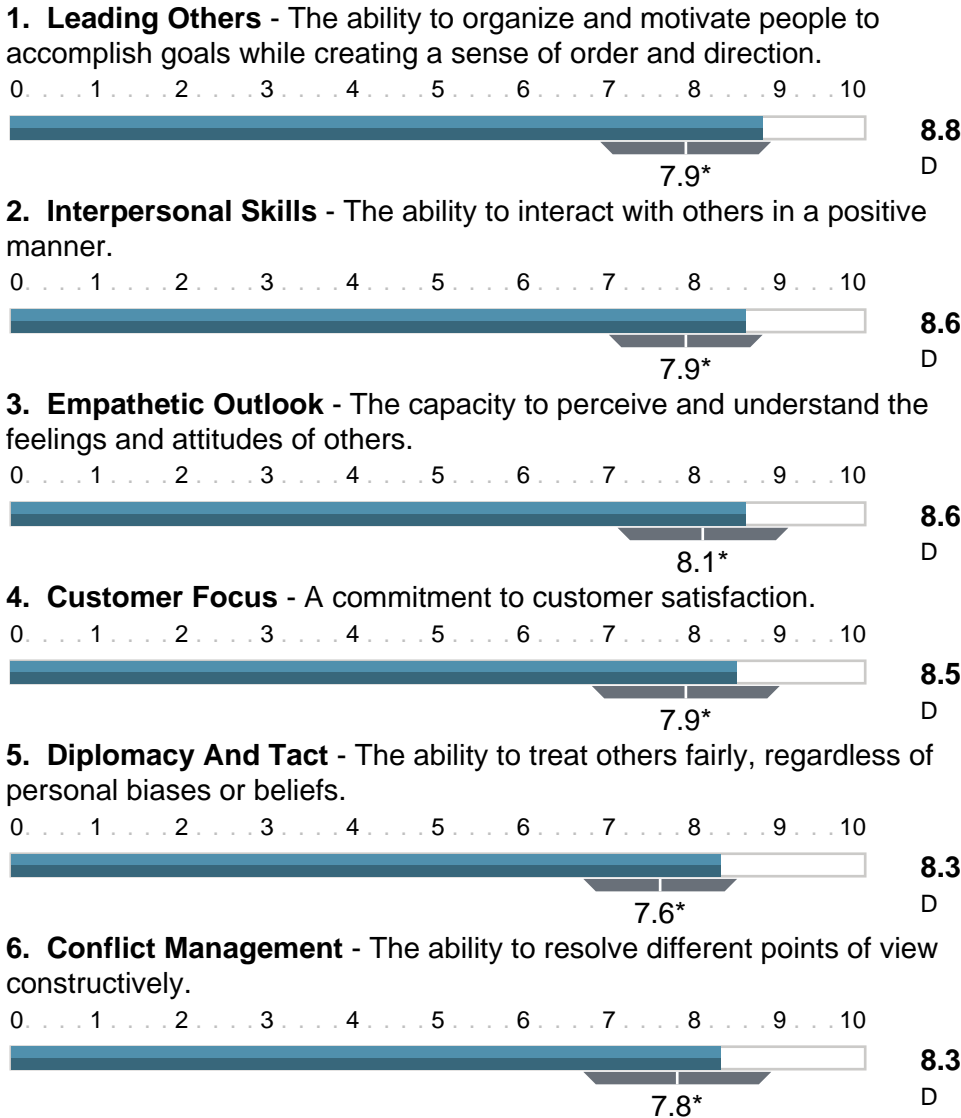 1. Leading Others - The ability to organize and motivate people to
accomplish goals while creating a sense of order and direction.
0. . . . 1 . . . . 2 . . . . 3 . . . . 4 . . . . 5 . . . . 6 . . . . 7 . . . . 8 . . . . 9 . . . 10
8.8
D
7.9*
2. Interpersonal Skills - The ability to interact with others in a positive
manner.
0. . . . 1 . . . . 2 . . . . 3 . . . . 4 . . . . 5 . . . . 6 . . . . 7 . . . . 8 . . . . 9 . . . 10
8.6
D
7.9*
3. Empathetic Outlook - The capacity to perceive and understand the
feelings and attitudes of others.
0. . . . 1 . . . . 2 . . . . 3 . . . . 4 . . . . 5 . . . . 6 . . . . 7 . . . . 8 . . . . 9 . . . 10
8.6
D
8.1*
4. Customer Focus - A commitment to customer satisfaction.
0. . . . 1 . . . . 2 . . . . 3 . . . . 4 . . . . 5 . . . . 6 . . . . 7 . . . . 8 . . . . 9 . . . 10
8.5
D
7.9*
5. Diplomacy And Tact - The ability to treat others fairly, regardless of
personal biases or beliefs.
0. . . . 1 . . . . 2 . . . . 3 . . . . 4 . . . . 5 . . . . 6 . . . . 7 . . . . 8 . . . . 9 . . . 10
8.3
D
7.6*
6. Conflict Management - The ability to resolve different points of view
constructively.
0. . . . 1 . . . . 2 . . . . 3 . . . . 4 . . . . 5 . . . . 6 . . . . 7 . . . . 8 . . . . 9 . . . 10
8.3
D
7.8*